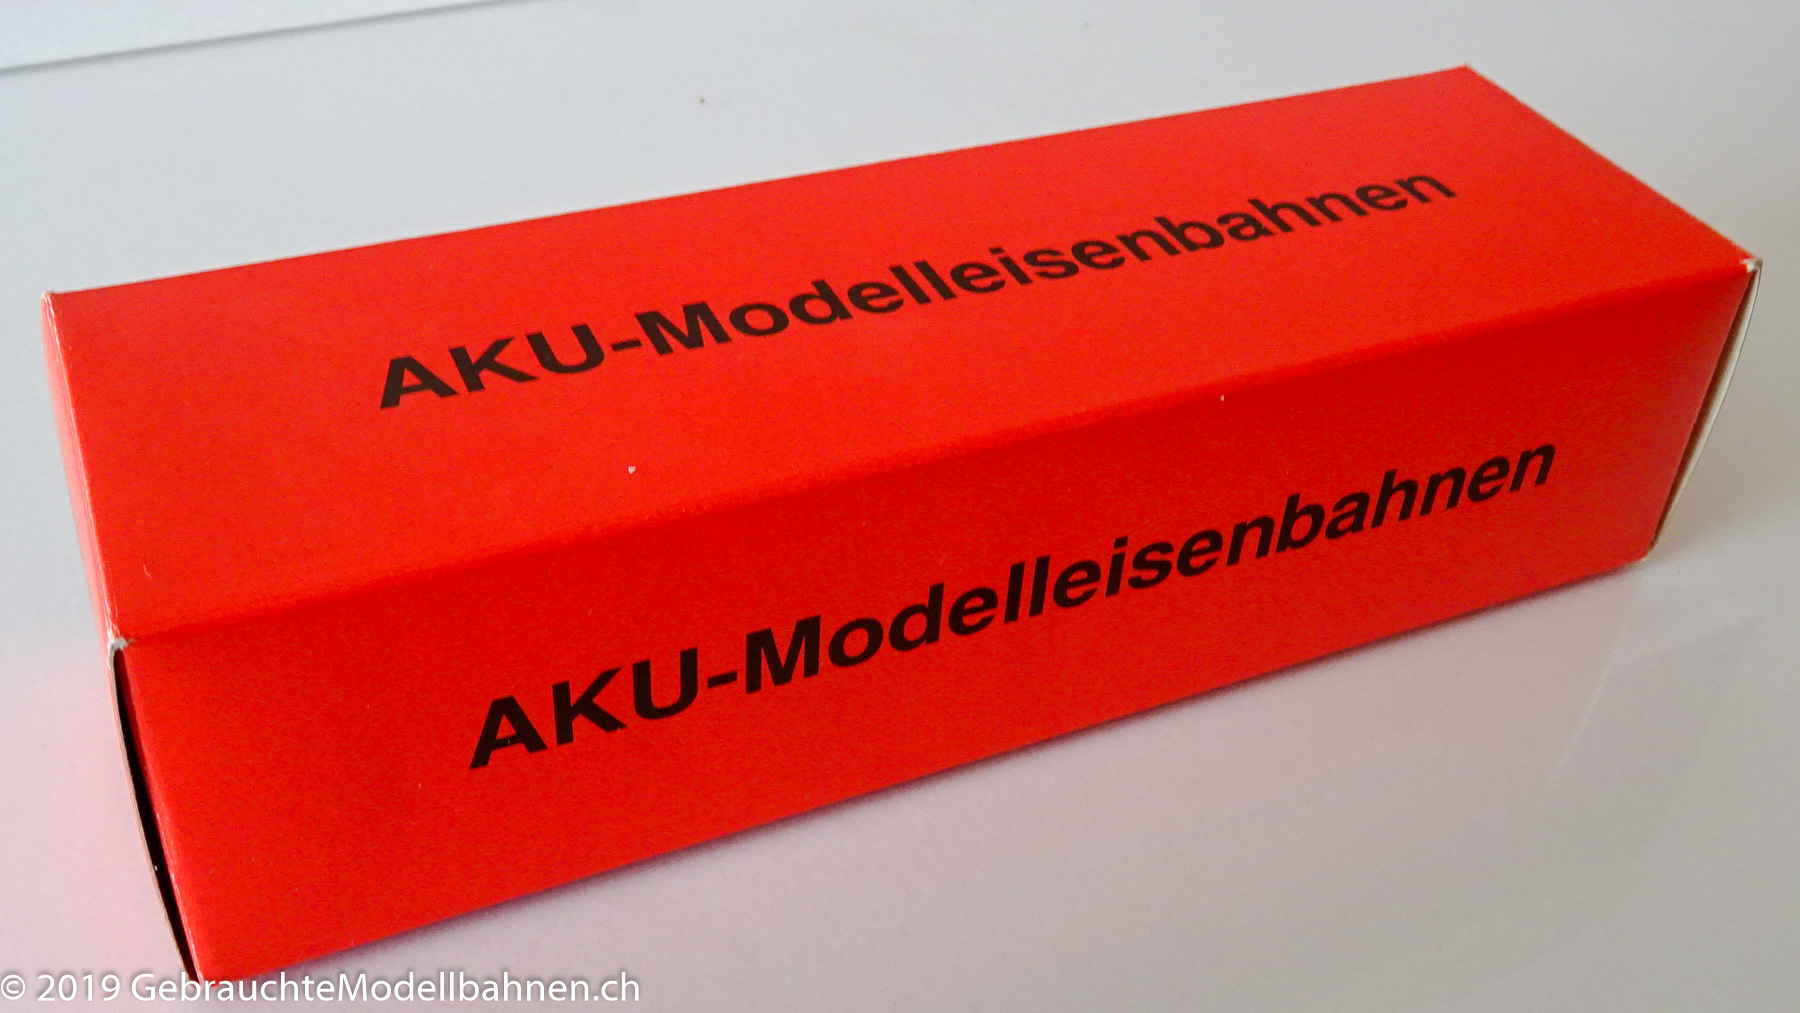 AKU-Modelleisenbahnen
AKU-Modelleisenbahnen
© 2019 GebrauchteModellbahnen.ch